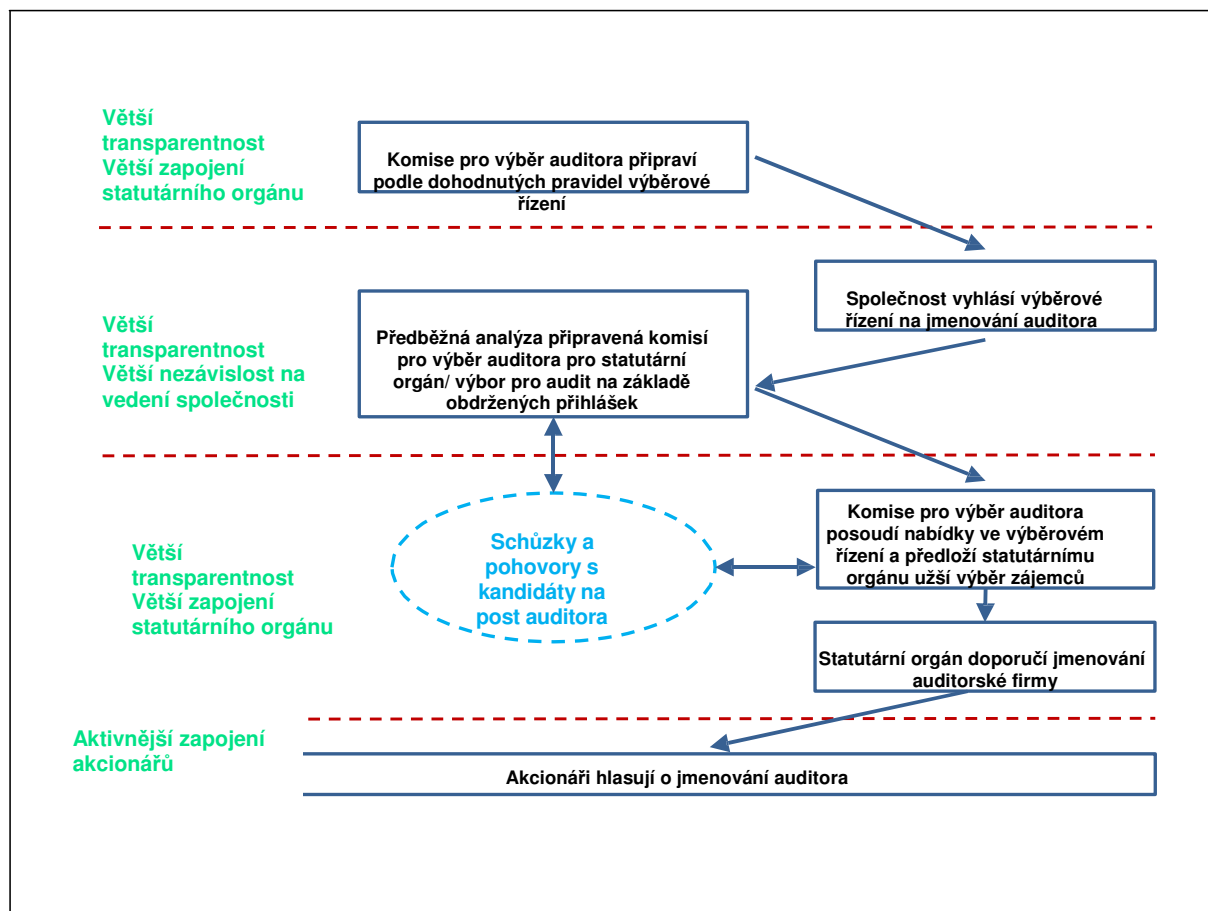 Větší
transparentnost
Větší zapojení
statutárního orgánu
Komise pro výběr auditora připraví
podle dohodnutých pravidel výběrové
řízení
Společnost vyhlásí výběrové
řízení na jmenování auditora
Větší
transparentnost
Větší nezávislost na
vedení společnosti
Předběžná analýza připravená komisí
pro výběr auditora pro statutární
orgán/ výbor pro audit na základě
obdržených přihlášek
Větší
transparentnost
Větší zapojení
statutárního orgánu
Schůzky a
pohovory s
kandidáty na
post auditora
Komise pro výběr auditora
posoudí nabídky ve výběrovém
řízení a předloží statutárnímu
orgánu užší výběr zájemců
Statutární orgán doporučí jmenování
auditorské firmy
Aktivnější zapojení
akcionářů
Akcionáři hlasují o jmenování auditora